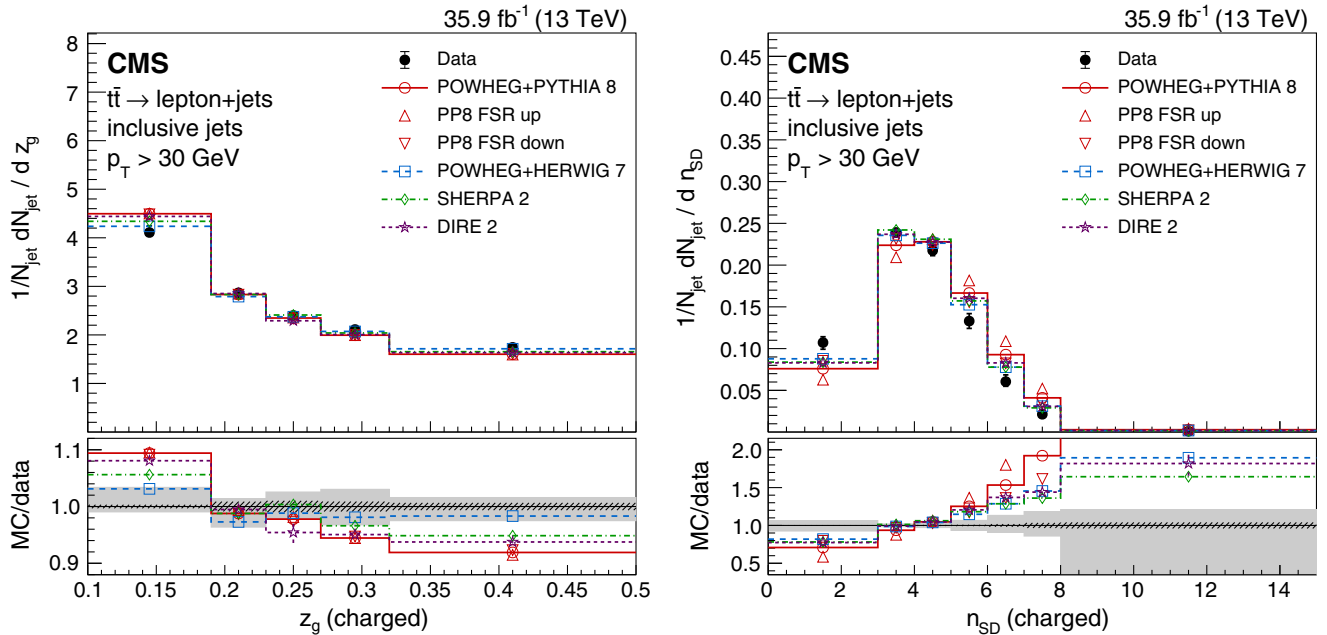 35.9 fb⁻¹ (13 TeV)
CMS
tt̄ → lepton+jets
inclusive jets
p_T > 30 GeV
Data
POWHEG+PYTHIA 8
PP8 FSR up
PP8 FSR down
POWHEG+HERWIG 7
SHERPA 2
DIRE 2
1/N_jet dN_jet / d z_g
8
7
6
5
4
3
2
1
MC/data
1.1
1.0
0.9
0.1 0.15 0.2 0.25 0.3 0.35 0.4 0.45 0.5
z_g (charged)
35.9 fb⁻¹ (13 TeV)
CMS
tt̄ → lepton+jets
inclusive jets
p_T > 30 GeV
Data
POWHEG+PYTHIA 8
PP8 FSR up
PP8 FSR down
POWHEG+HERWIG 7
SHERPA 2
DIRE 2
1/N_jet dN_jet / d n_SD
0.45
0.40
0.35
0.30
0.25
0.20
0.15
0.10
0.05
MC/data
2.0
1.5
1.0
0.5
0 2 4 6 8 10 12 14
n_SD (charged)